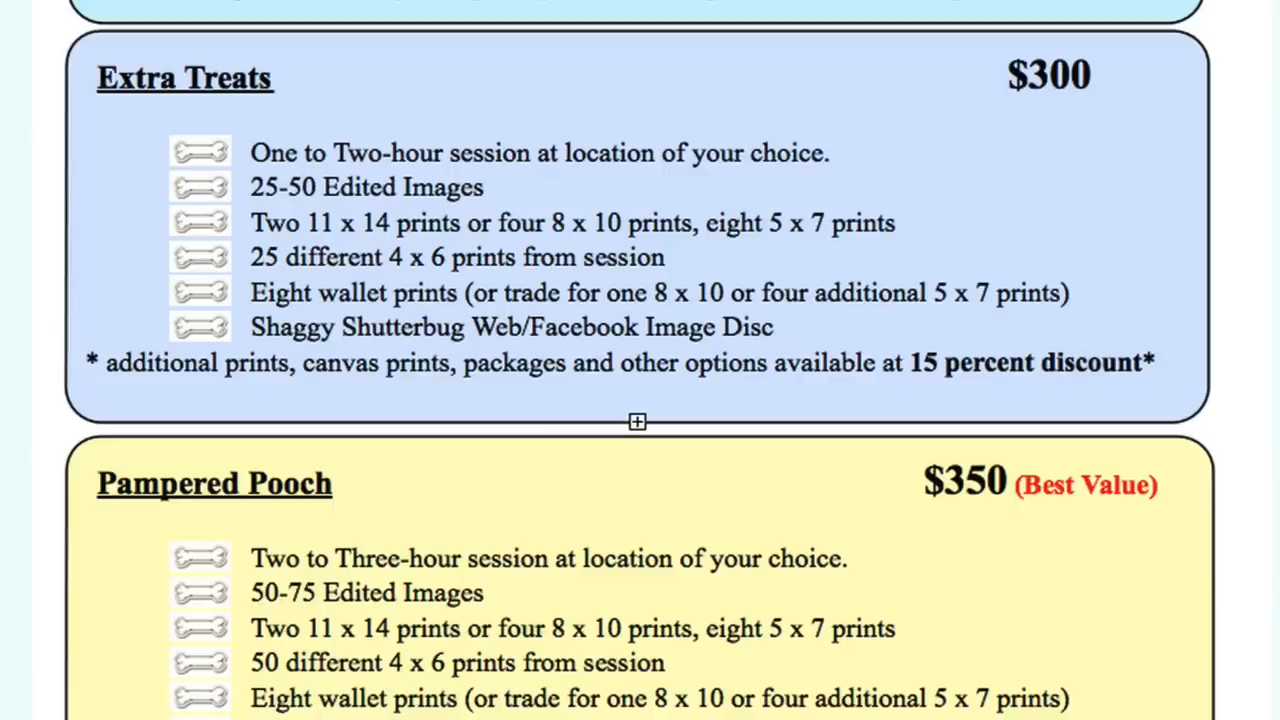 Extra Treats $300
One to Two-hour session at location of your choice.
25-50 Edited Images
Two 11 x 14 prints or four 8 x 10 prints, eight 5 x 7 prints
25 different 4 x 6 prints from session
Eight wallet prints (or trade for one 8 x 10 or four additional 5 x 7 prints)
Shaggy Shutterbug Web/Facebook Image Disc
* additional prints, canvas prints, packages and other options available at 15 percent discount*
Pampered Pooch $350 (Best Value)
Two to Three-hour session at location of your choice.
50-75 Edited Images
Two 11 x 14 prints or four 8 x 10 prints, eight 5 x 7 prints
50 different 4 x 6 prints from session
Eight wallet prints (or trade for one 8 x 10 or four additional 5 x 7 prints)